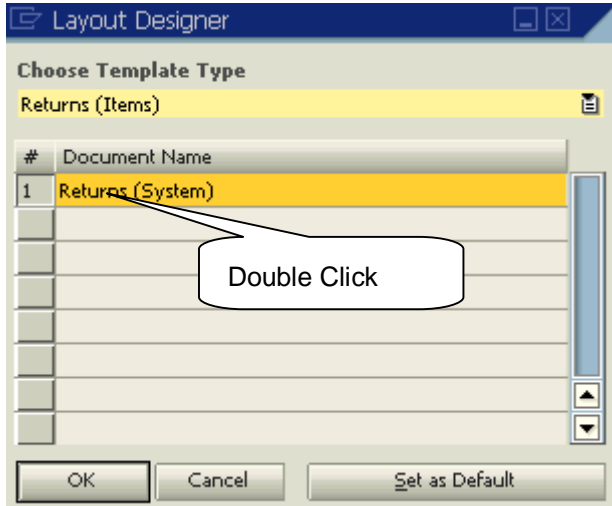 Layout Designer
Choose Template Type
Returns (Items)
# Document Name
1 Returns (System)
Double Click
OK Cancel Set as Default